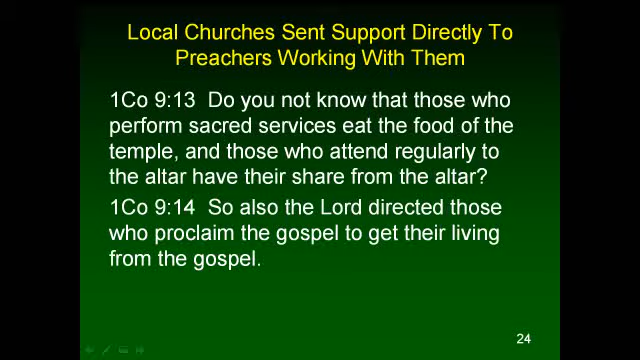 Local Churches Sent Support Directly To
Preachers Working With Them
1Co 9:13  Do you not know that those who
perform sacred services eat the food of the
temple, and those who attend regularly to
the altar have their share from the altar?
1Co 9:14  So also the Lord directed those
who proclaim the gospel to get their living
from the gospel.
24